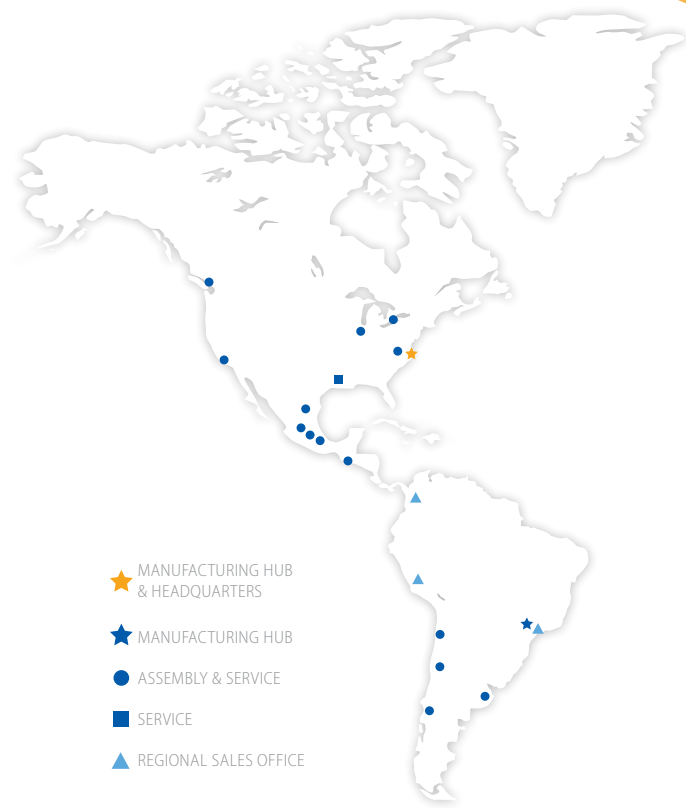 MANUFACTURING HUB
& HEADQUARTERS
MANUFACTURING HUB
ASSEMBLY & SERVICE
SERVICE
REGIONAL SALES OFFICE